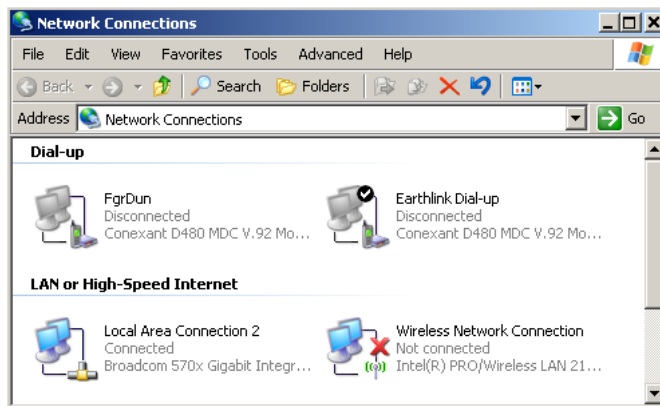 Network Connections
File Edit View Favorites Tools Advanced Help
Back Search Folders
Address Network Connections Go
Dial-up
FgrDun
Disconnected
Conexant D480 MDC V.92 Mo...
Earthlink Dial-up
Disconnected
Conexant D480 MDC V.92 Mo...
LAN or High-Speed Internet
Local Area Connection 2
Connected
Broadcom 570x Gigabit Integr...
Wireless Network Connection
Not connected
Intel(R) PRO/Wireless LAN 21...